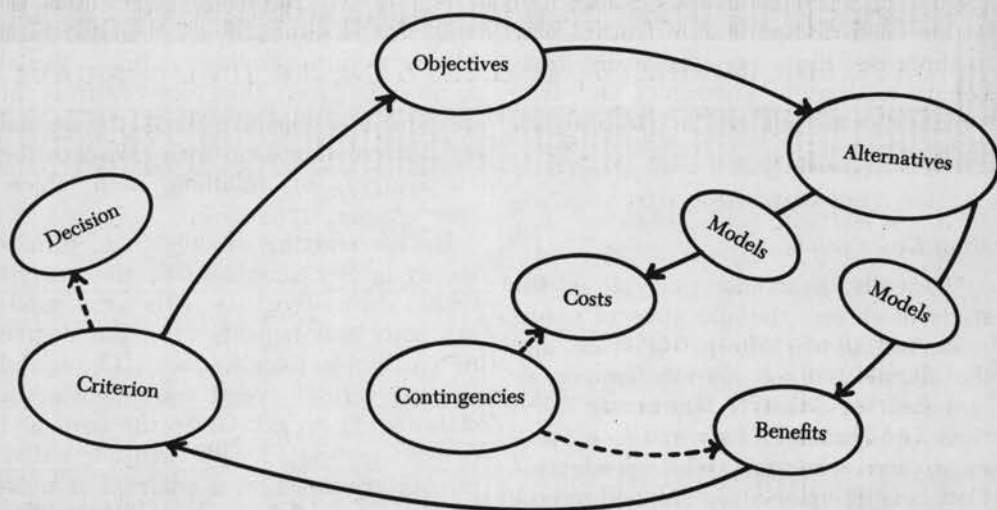 Objectives
Alternatives
Decision
Models
Models
Costs
Criterion
Contingencies
Benefits